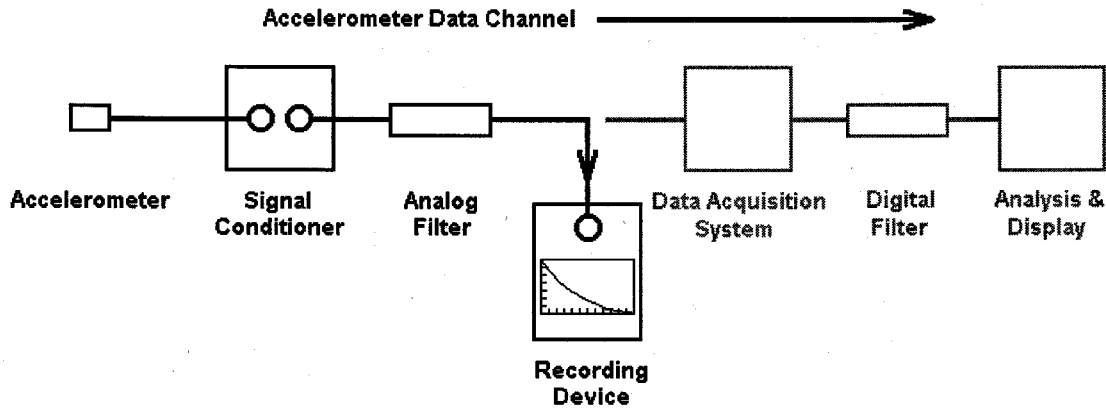 Accelerometer Data Channel
Accelerometer
Signal
Conditioner
Analog
Filter
Data Acquisition
System
Digital
Filter
Analysis &
Display
Recording
Device